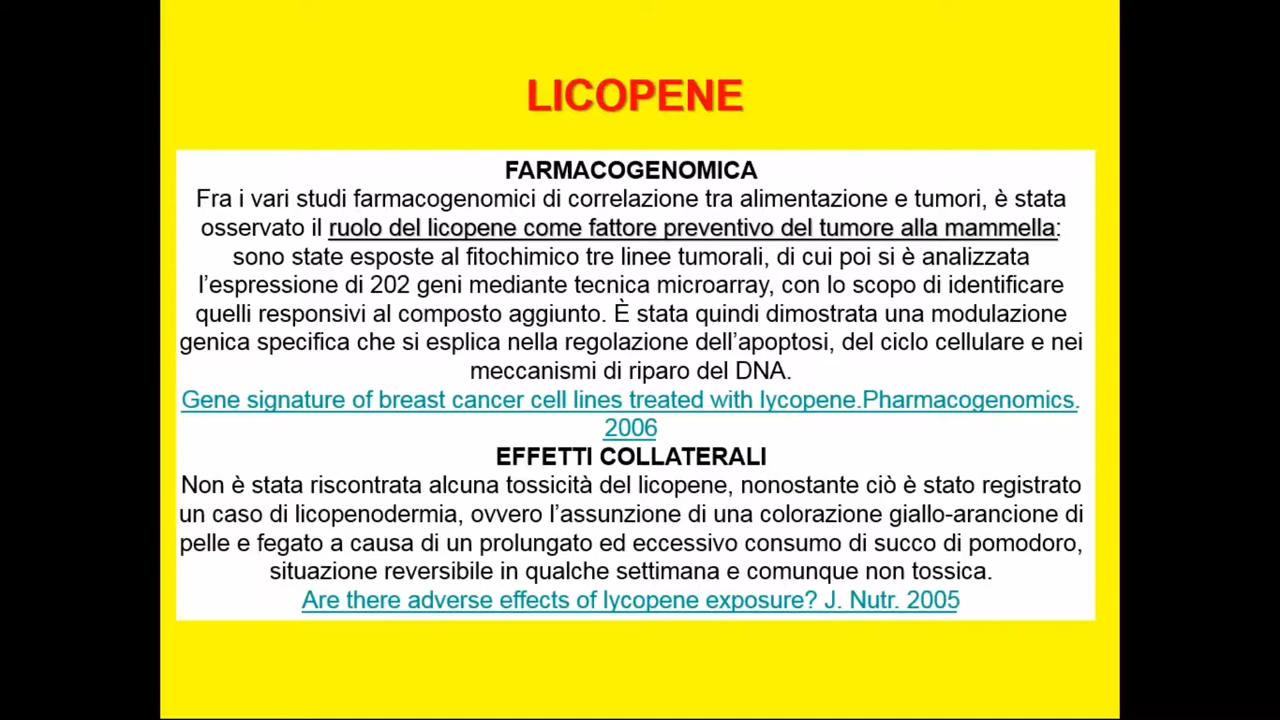 LICOPENE
FARMACOGENOMICA
Fra i vari studi farmacogenomici di correlazione tra alimentazione e tumori, è stata
osservato il ruolo del licopene come fattore preventivo del tumore alla mammella:
sono state esposte al fitochimico tre linee tumorali, di cui poi si è analizzata
l’espressione di 202 geni mediante tecnica microarray, con lo scopo di identificare
quelli responsivi al composto aggiunto. È stata quindi dimostrata una modulazione
genica specifica che si esplica nella regolazione dell’apoptosi, del ciclo cellulare e nei
meccanismi di riparo del DNA.
Gene signature of breast cancer cell lines treated with lycopene.Pharmacogenomics.
2006
EFFETTI COLLATERALI
Non è stata riscontrata alcuna tossicità del licopene, nonostante ciò è stato registrato
un caso di licopenodermia, ovvero l’assunzione di una colorazione giallo-arancione di
pelle e fegato a causa di un prolungato ed eccessivo consumo di succo di pomodoro,
situazione reversibile in qualche settimana e comunque non tossica.
Are there adverse effects of lycopene exposure? J. Nutr. 2005